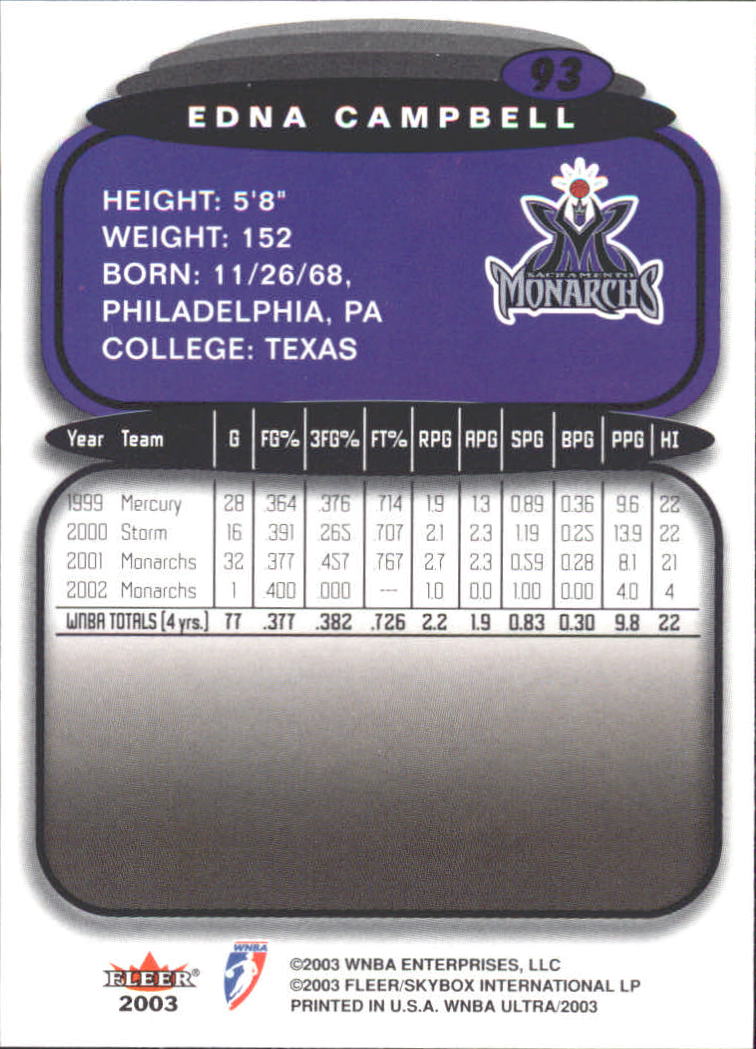 93
EDNA CAMPBELL
HEIGHT: 5'8"
WEIGHT: 152
BORN: 11/26/68,
PHILADELPHIA, PA
COLLEGE: TEXAS
SACRAMENTO
MONARCHS
Year Team G FG% 3FG% FT% RPG APG SPG BPG PPG HI
1999 Mercury 28 .364 .376 .714 1.9 1.3 0.89 0.36 9.6 22
2000 Storm 16 .391 .265 .707 2.1 2.3 1.19 0.25 13.9 22
2001 Monarchs 32 .377 .457 .767 2.7 2.3 0.59 0.28 8.1 21
2002 Monarchs 1 .400 .000 --- 1.0 0.0 1.00 0.00 4.0 4
WNBA TOTALS (4 yrs.) 77 .377 .382 .726 2.2 1.9 0.83 0.30 9.8 22
FLEER®
2003
WNBA
©2003 WNBA ENTERPRISES, LLC
©2003 FLEER/SKYBOX INTERNATIONAL LP
PRINTED IN U.S.A. WNBA ULTRA/2003